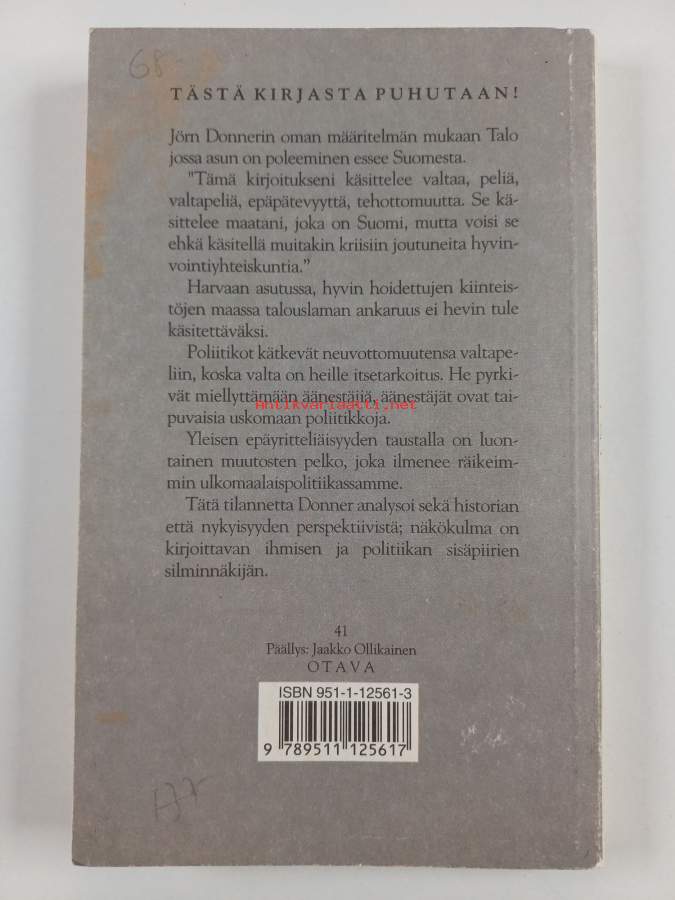 68-
TÄSTÄ KIRJASTA PUHUTAAN!
Jörn Donnerin oman määritelmän mukaan Talo
jossa asun on poleeminen essee Suomesta.
"Tämä kirjoitukseni käsittelee valtaa, peliä,
valtapeliä, epäpätevyyttä, tehottomuutta. Se kä-
sittelee maatani, joka on Suomi, mutta voisi se
ehkä käsitellä muitakin kriisiin joutuneita hyvin-
vointiyhteiskuntia."
Harvaan asutussa, hyvin hoidettujen kiinteis-
töjen maassa talouslaman ankaruus ei hevin tule
käsitettäväksi.
Poliitikot kätkevät neuvottomuutensa valtape-
liin, koska valta on heille itsetarkoitus. He pyrki-
vät miellyttämään äänestäjiä, äänestäjät ovat tai-
antikvariaatti.net
puvaisia uskomaan poliitikkoja.
Yleisen epäyritteliäisyyden taustalla on luon-
tainen muutosten pelko, joka ilmenee räikeim-
min ulkomaalaispolitiikassamme.
Tätä tilannetta Donner analysoi sekä historian
että nykyisyyden perspektiivistä; näkökulma on
kirjoittavan ihmisen ja politiikan sisäpiirien
silminnäkijän.
41
Päällys: Jaakko Ollikainen
OTAVA
ISBN 951-1-12561-3
9 789511 125617